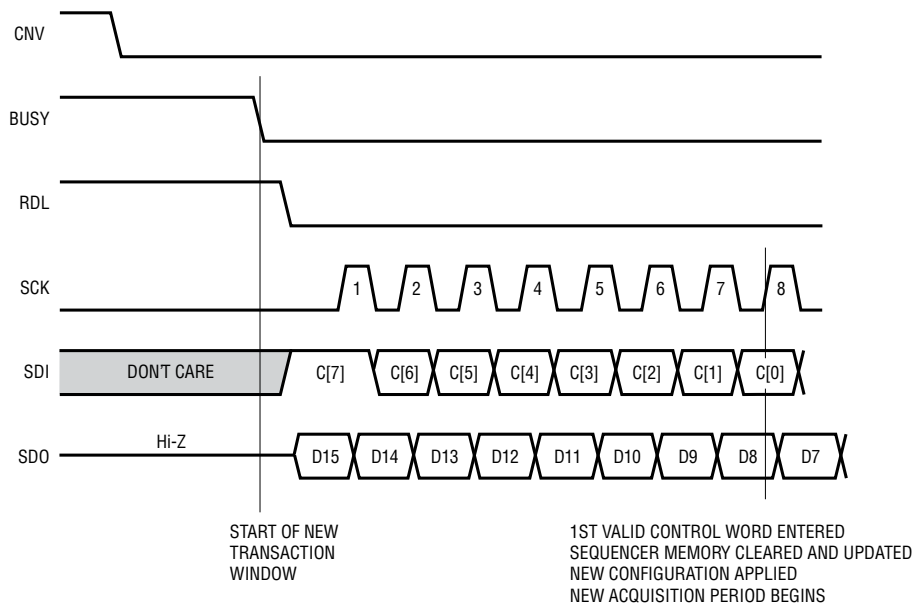 CNV
BUSY
RDL
SCK 1 2 3 4 5 6 7 8
SDI DON'T CARE C[7] C[6] C[5] C[4] C[3] C[2] C[1] C[0]
SDO Hi-Z D15 D14 D13 D12 D11 D10 D9 D8 D7
START OF NEW
TRANSACTION
WINDOW
1ST VALID CONTROL WORD ENTERED
SEQUENCER MEMORY CLEARED AND UPDATED
NEW CONFIGURATION APPLIED
NEW ACQUISITION PERIOD BEGINS